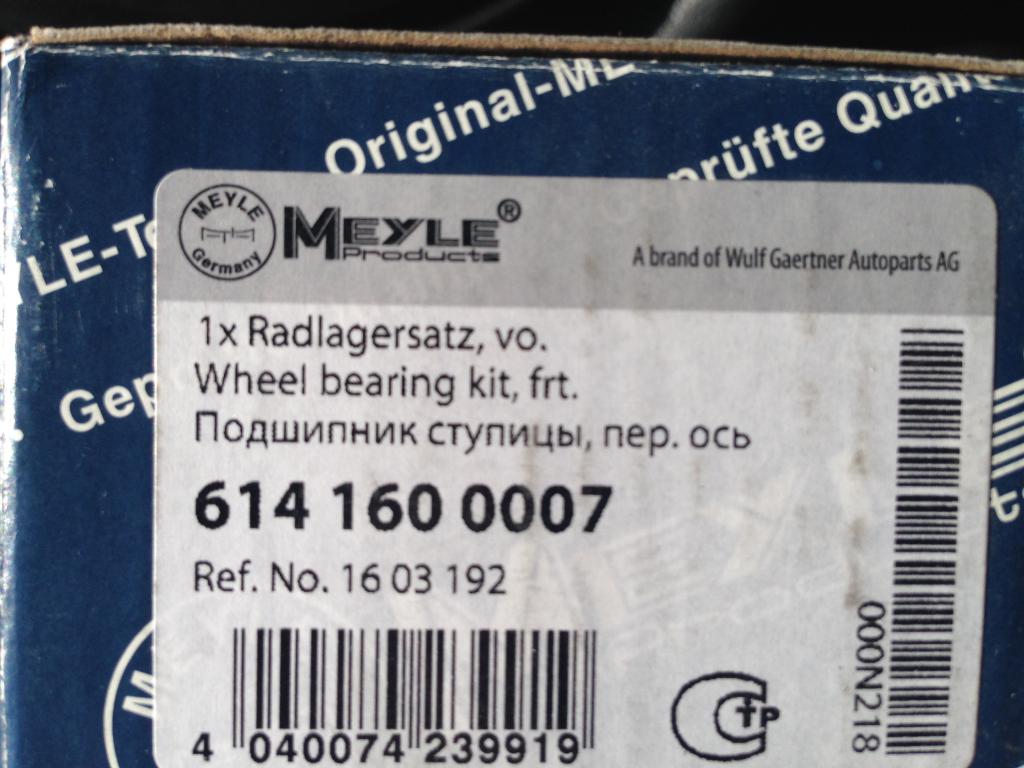 Original-ME
prüfte Qualit
LE-Te
MEYLE
Germany
MEYLE®
Products
A brand of Wulf Gaertner Autoparts AG
1x Radlagersatz, vo.
Wheel bearing kit, frt.
Подшипник ступицы, пер. ось
Gep
614 160 0007
Ref. No. 16 03 192
000N218
4 040074 239919